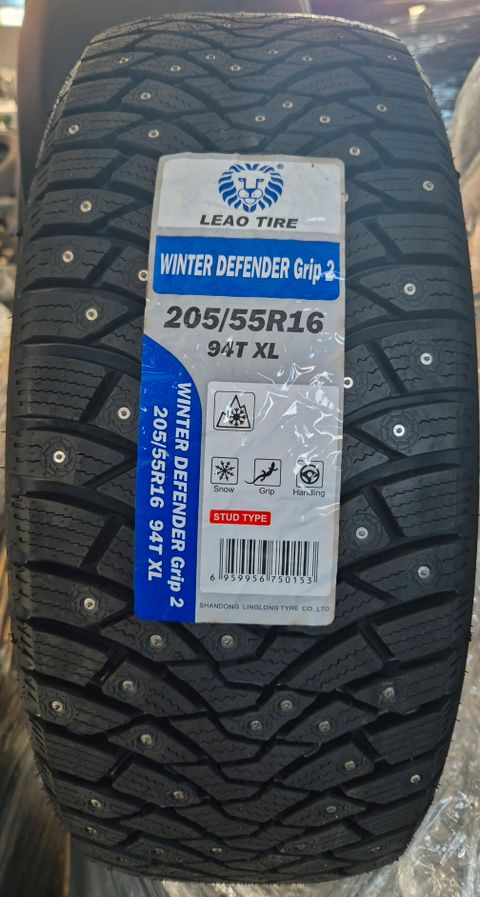 ®
LEAO TIRE
WINTER DEFENDER Grip 2
205/55R16
94T XL
WINTER DEFENDER Grip 2
205/55R16 94T XL
Snow
Grip
Handling
STUD TYPE
6 959956 750153
SHANDONG LINGLONG TYRE CO.,LTD